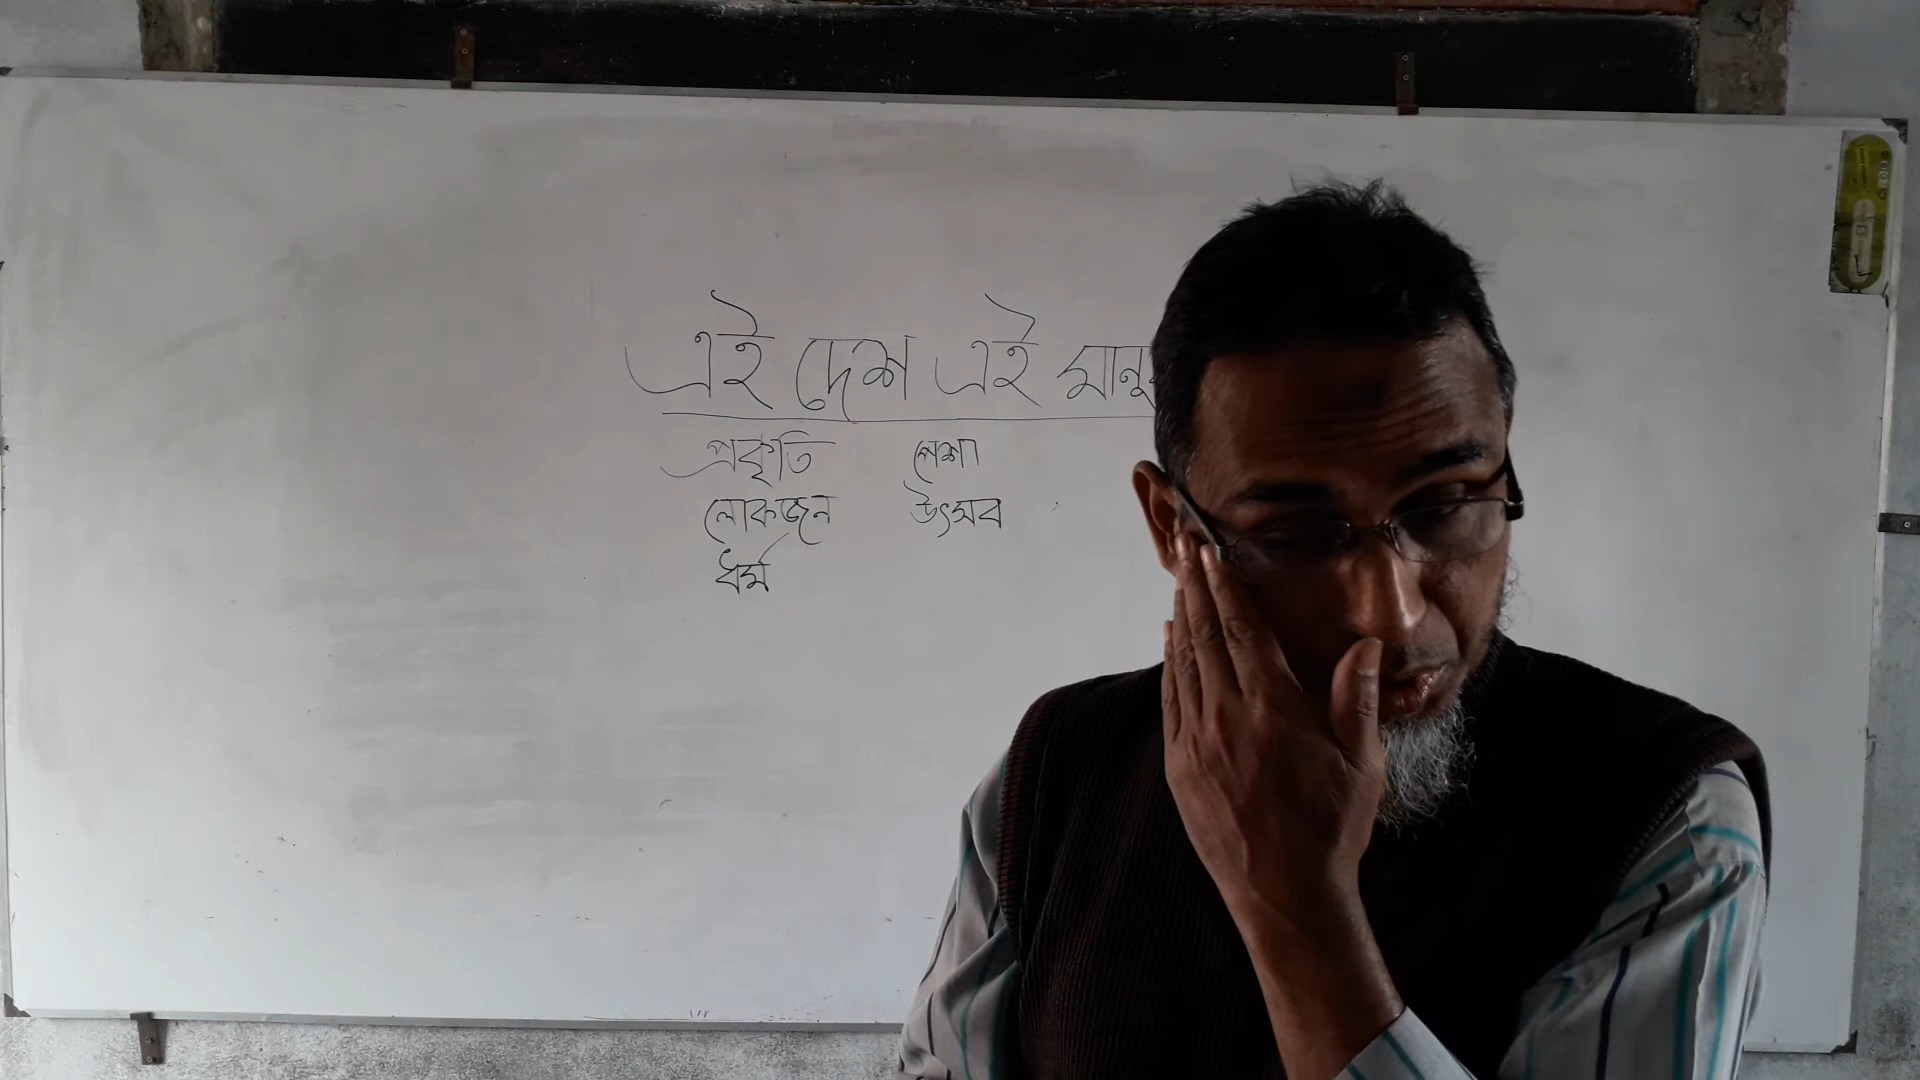 এই দেশ এই মানু
প্রকৃতি পেশা
লোকজন উৎসব
ধর্ম